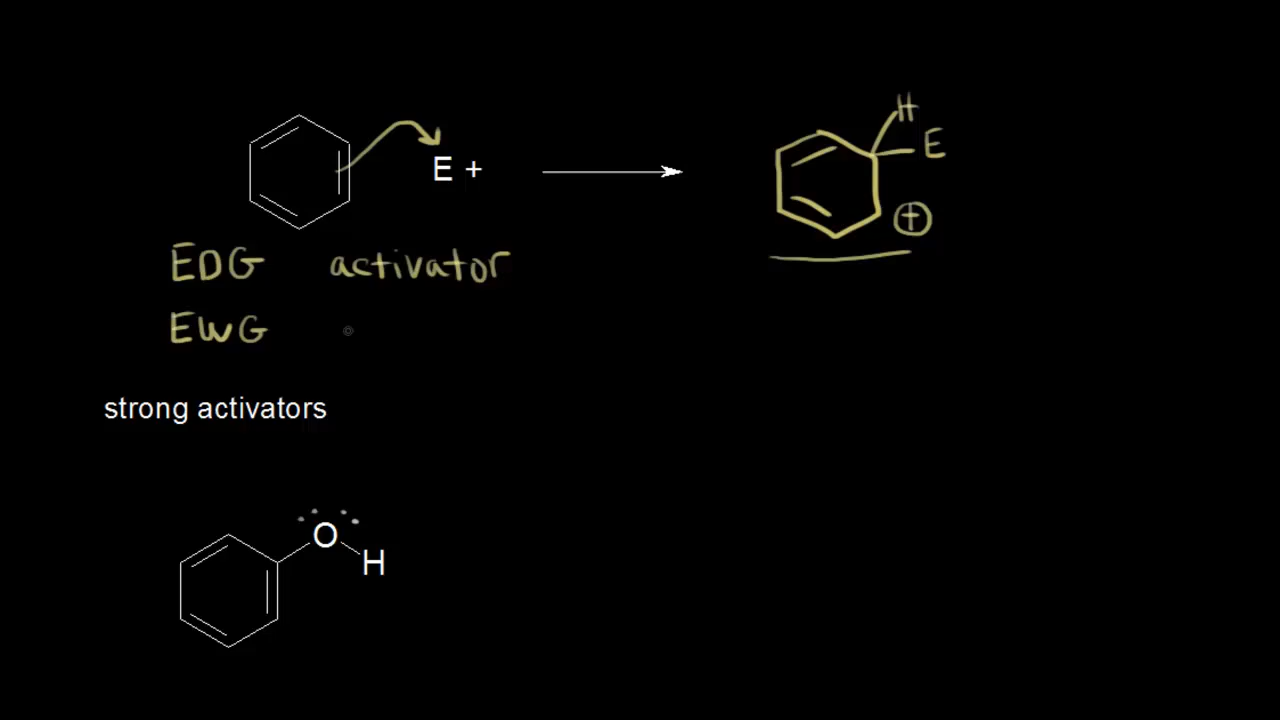 H
E
E +
+
EDG activator
EWG
strong activators
O
H